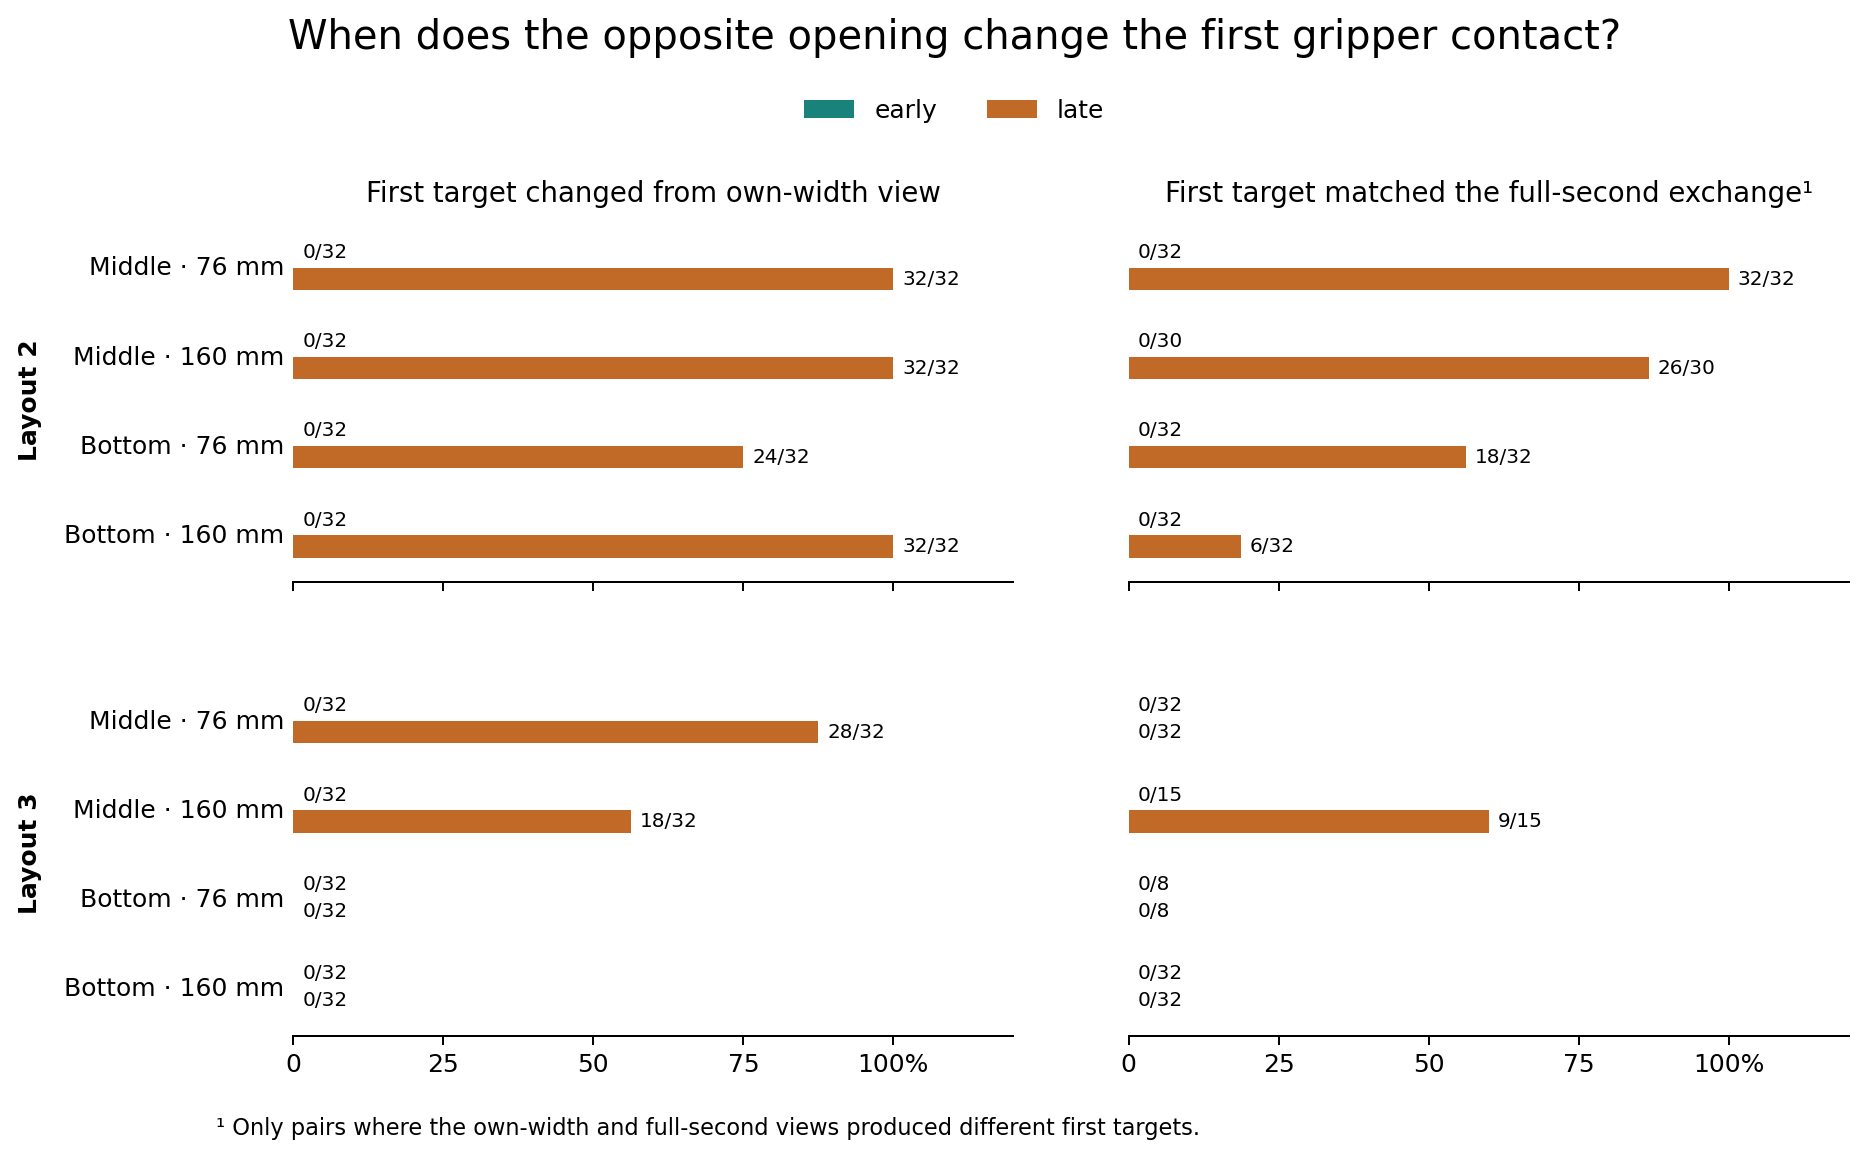 When does the opposite opening change the first gripper contact?
early late
First target changed from own-width view
First target matched the full-second exchange¹
Layout 2
Middle · 76 mm
0/32
32/32
0/32
32/32
Middle · 160 mm
0/32
32/32
0/30
26/30
Bottom · 76 mm
0/32
24/32
0/32
18/32
Bottom · 160 mm
0/32
32/32
0/32
6/32
Layout 3
Middle · 76 mm
0/32
28/32
0/32
0/32
Middle · 160 mm
0/32
18/32
0/15
9/15
Bottom · 76 mm
0/32
0/32
0/8
0/8
Bottom · 160 mm
0/32
0/32
0/32
0/32
0 25 50 75 100%
0 25 50 75 100%
¹ Only pairs where the own-width and full-second views produced different first targets.